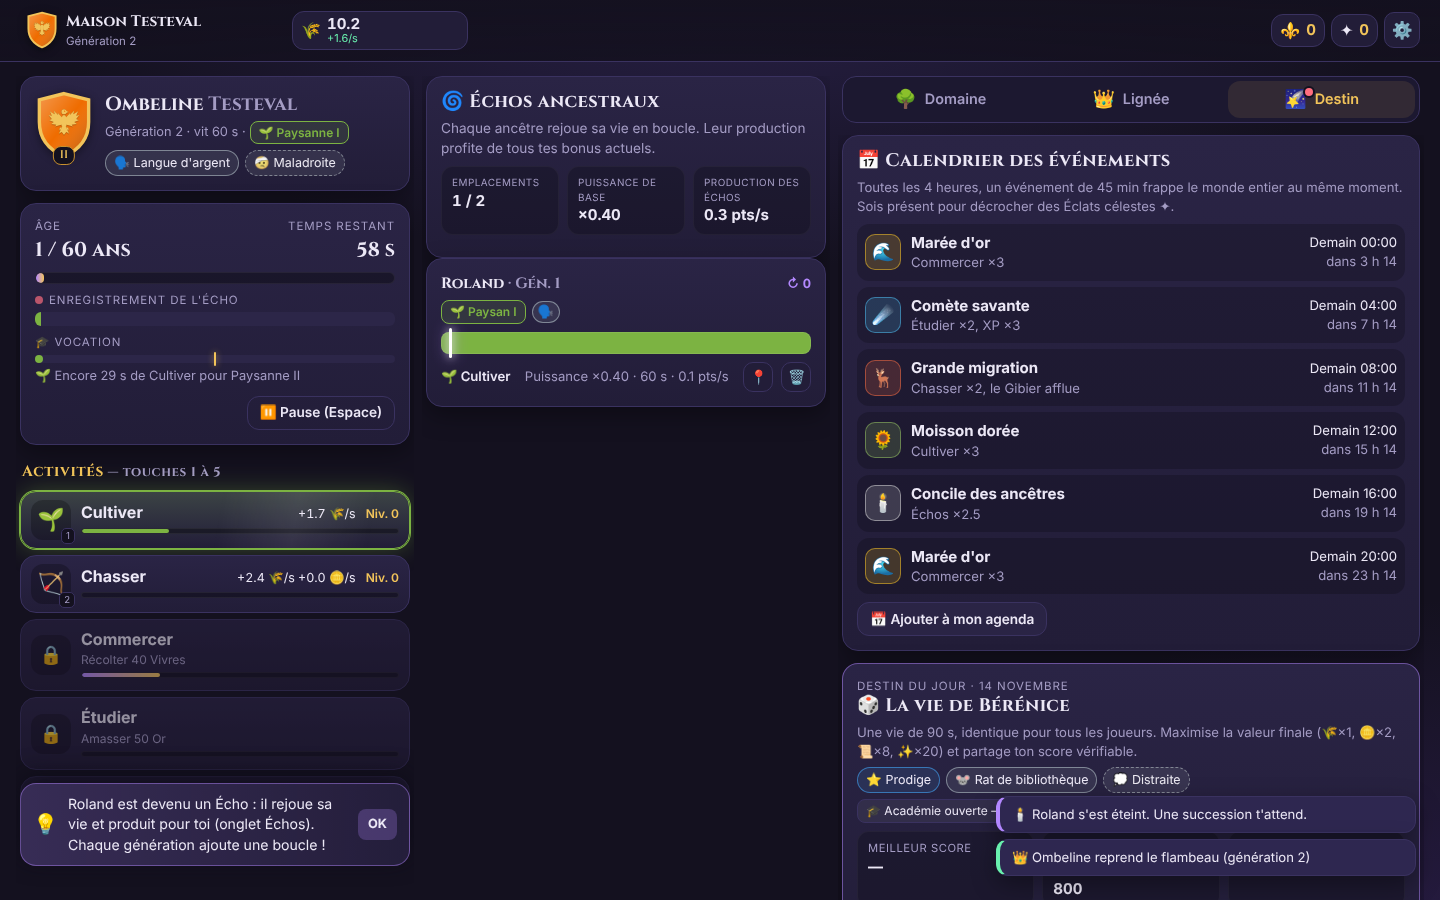 Maison Testeval
Génération 2
10.2
+1.6/s
0
0
Ombeline Testeval
Génération 2 · vit 60 s · Paysanne I
II
Langue d'argent
Maladroite
ÂGE
TEMPS RESTANT
1 / 60 ans
58 s
ENREGISTREMENT DE L'ÉCHO
VOCATION
Encore 29 s de Cultiver pour Paysanne II
Pause (Espace)
Activités — touches 1 à 5
Cultiver
+1.7 /s Niv. 0
1
Chasser
+2.4 /s +0.0 /s Niv. 0
2
Commercer
Récolter 40 Vivres
Étudier
Amasser 50 Or
Roland est devenu un Écho : il rejoue sa
vie et produit pour toi (onglet Échos).
Chaque génération ajoute une boucle !
OK
Échos ancestraux
Chaque ancêtre rejoue sa vie en boucle. Leur production
profite de tous tes bonus actuels.
EMPLACEMENTS
1 / 2
PUISSANCE DE
BASE
×0.40
PRODUCTION DES
ÉCHOS
0.3 pts/s
Roland · Gén. 1
↻ 0
Paysan I
Cultiver
Puissance ×0.40 · 60 s · 0.1 pts/s
Domaine
Lignée
Destin
Calendrier des événements
Toutes les 4 heures, un événement de 45 min frappe le monde entier au même moment.
Sois présent pour décrocher des Éclats célestes ✦.
Marée d'or
Commercer ×3
Demain 00:00
dans 3 h 14
Comète savante
Étudier ×2, XP ×3
Demain 04:00
dans 7 h 14
Grande migration
Chasser ×2, le Gibier afflue
Demain 08:00
dans 11 h 14
Moisson dorée
Cultiver ×3
Demain 12:00
dans 15 h 14
Concile des ancêtres
Échos ×2.5
Demain 16:00
dans 19 h 14
Marée d'or
Commercer ×3
Demain 20:00
dans 23 h 14
Ajouter à mon agenda
DESTIN DU JOUR · 14 NOVEMBRE
La vie de Bérénice
Une vie de 90 s, identique pour tous les joueurs. Maximise la valeur finale (×1, ×2,
×8, ×20) et partage ton score vérifiable.
Prodige
Rat de bibliothèque
Distraite
Académie ouverte –
Roland s'est éteint. Une succession t'attend.
Ombeline reprend le flambeau (génération 2)
MEILLEUR SCORE
—
800